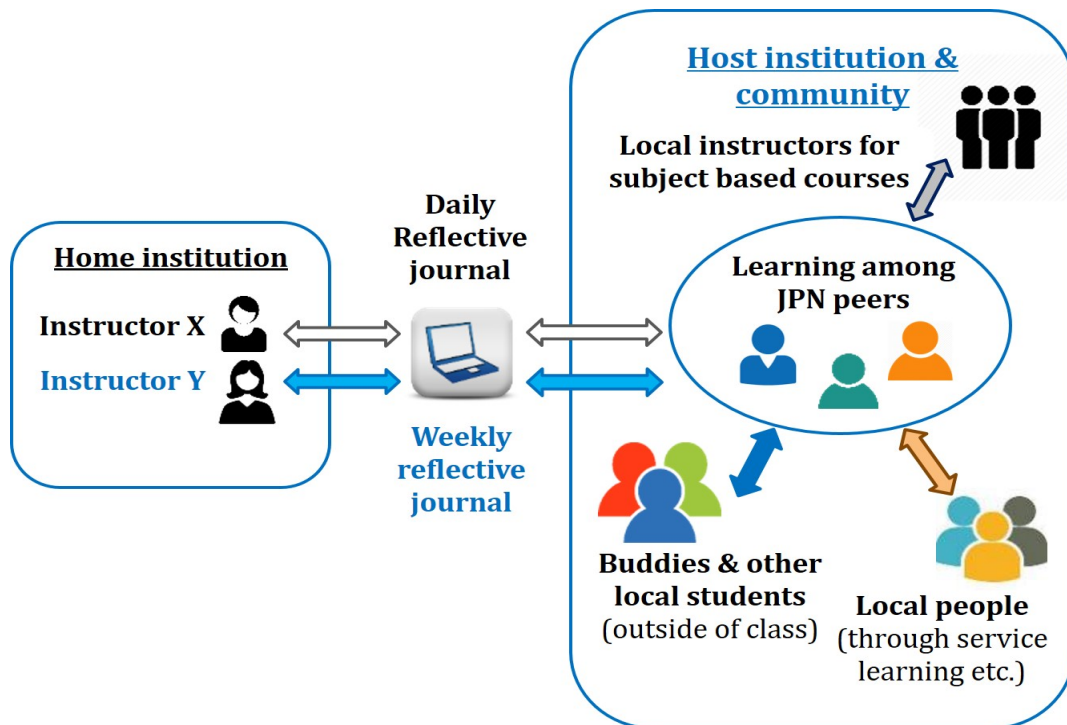 Home institution
Instructor X
Instructor Y
Daily
Reflective
journal
Weekly
reflective
journal
Host institution &
community
Local instructors for
subject based courses
Learning among
JPN peers
Buddies & other
local students
(outside of class)
Local people
(through service
learning etc.)